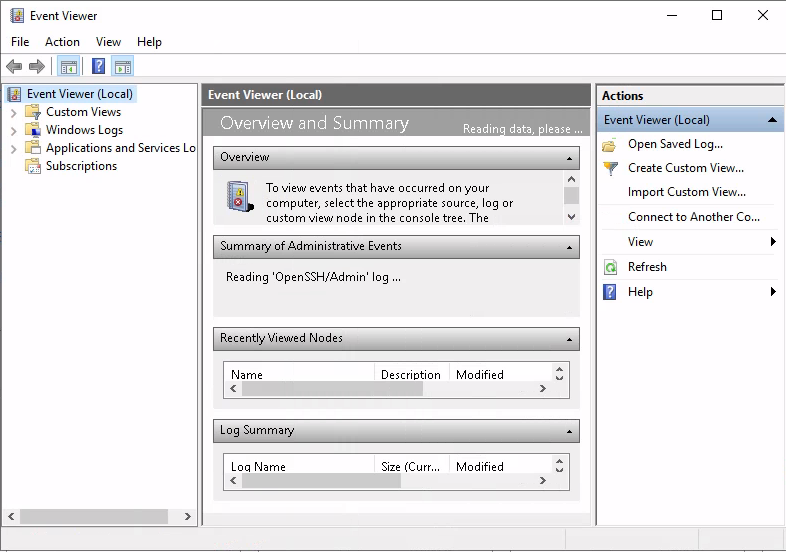 Event Viewer
File Action View Help
Event Viewer (Local)
Custom Views
Windows Logs
Applications and Services Lo
Subscriptions
Event Viewer (Local)
Overview and Summary
Reading data, please ...
Overview
To view events that have occurred on your
computer, select the appropriate source, log or
custom view node in the console tree. The
Summary of Administrative Events
Reading 'OpenSSH/Admin' log ...
Recently Viewed Nodes
Name Description Modified
Log Summary
Log Name Size (Curr... Modified
Actions
Event Viewer (Local)
Open Saved Log...
Create Custom View...
Import Custom View...
Connect to Another Co...
View
Refresh
Help